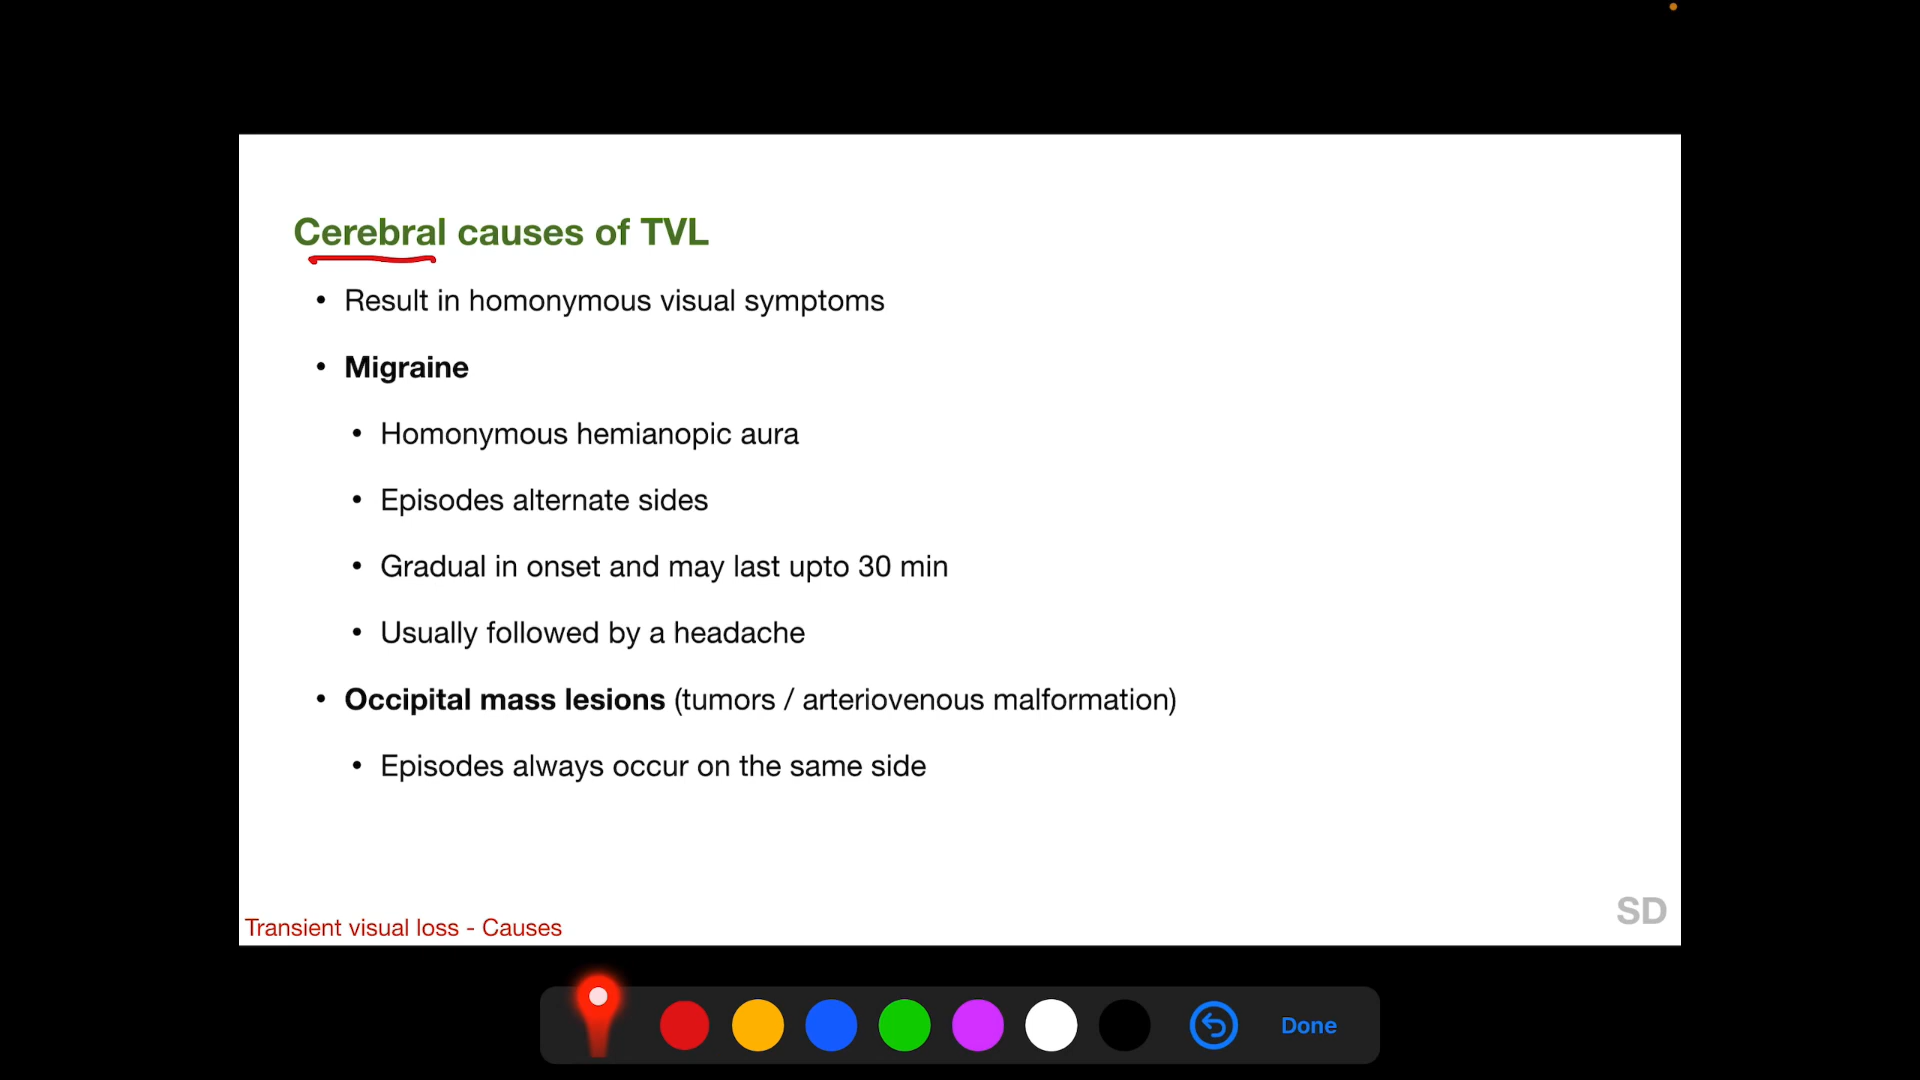 Cerebral causes of TVL
• Result in homonymous visual symptoms
• Migraine
• Homonymous hemianopic aura
• Episodes alternate sides
• Gradual in onset and may last upto 30 min
• Usually followed by a headache
• Occipital mass lesions (tumors / arteriovenous malformation)
• Episodes always occur on the same side
SD
Transient visual loss - Causes
Done